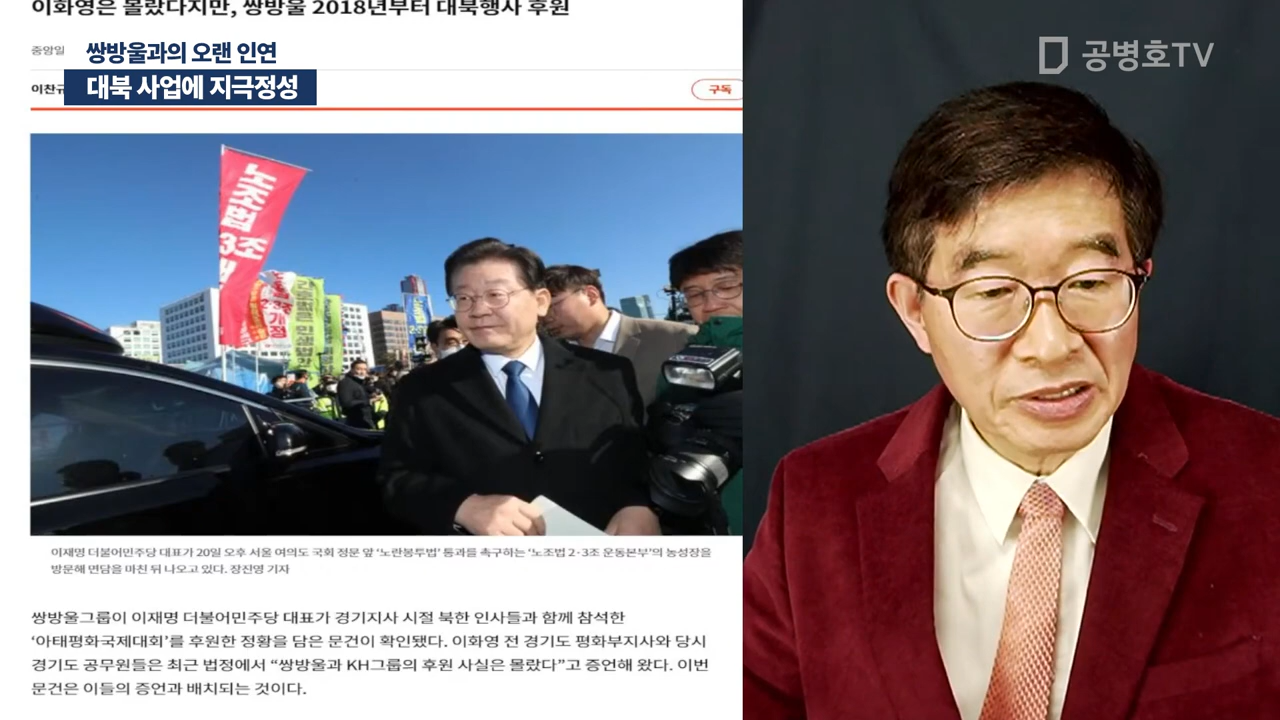 이화영은 몰랐다지만, 쌍방울 2018년부터 대북행사 후원
중앙일
쌍방울과의 오랜 인연
대북 사업에 지극정성
이찬규
구독
공병호TV
노조법
3조
이재명 더불어민주당 대표가 20일 오후 서울 여의도 국회 정문 앞 ‘노란봉투법’ 통과를 촉구하는 ‘노조법 2·3조 운동본부’의 농성장을
방문해 면담을 마친 뒤 나오고 있다. 장진영 기자
쌍방울그룹이 이재명 더불어민주당 대표가 경기지사 시절 북한 인사들과 함께 참석한
‘아태평화국제대회’를 후원한 정황을 담은 문건이 확인됐다. 이화영 전 경기도 평화부지사와 당시
경기도 공무원들은 최근 법정에서 “쌍방울과 KH그룹의 후원 사실은 몰랐다”고 증언해 왔다. 이번
문건은 이들의 증언과 배치되는 것이다.